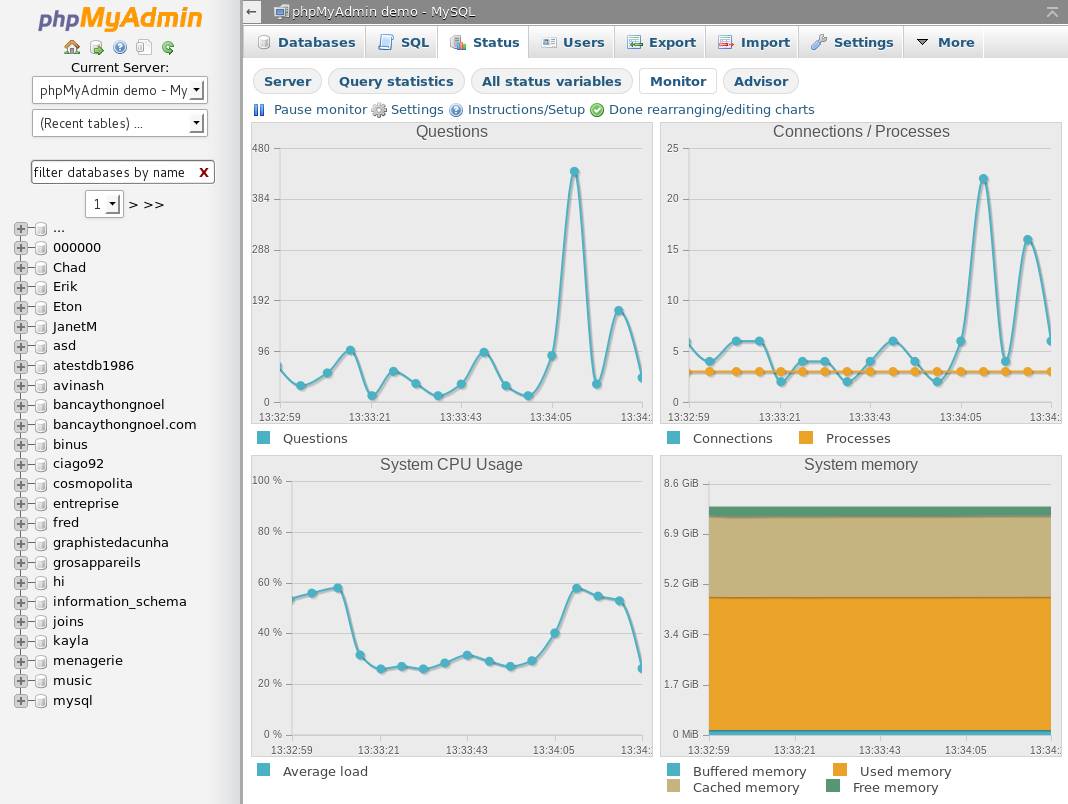 phpMyAdmin
Current Server:
phpMyAdmin demo - My
(Recent tables) ...
filter databases by name X
1 > >>
...
000000
Chad
Erik
Eton
JanetM
asd
atestdb1986
avinash
bancaythongnoel
bancaythongnoel.com
binus
ciago92
cosmopolita
entreprise
fred
graphistedacunha
grosappareils
hi
information_schema
joins
kayla
menagerie
music
mysql
phpMyAdmin demo - MySQL
Databases SQL Status Users Export Import Settings More
Server Query statistics All status variables Monitor Advisor
Pause monitor Settings Instructions/Setup Done rearranging/editing charts
Questions
480
384
288
192
96
0
13:32:59 13:33:21 13:33:43 13:34:05 13:34:
Questions
Connections / Processes
25
20
15
10
5
0
13:32:59 13:33:21 13:33:43 13:34:05 13:34:
Connections Processes
System CPU Usage
100 %
80 %
60 %
40 %
20 %
0 %
13:32:59 13:33:21 13:33:43 13:34:05 13:34:
Average load
System memory
8.6 GiB
6.9 GiB
5.2 GiB
3.4 GiB
1.7 GiB
0 MiB
13:32:59 13:33:21 13:33:43 13:34:05 13:34:
Buffered memory Used memory
Cached memory Free memory